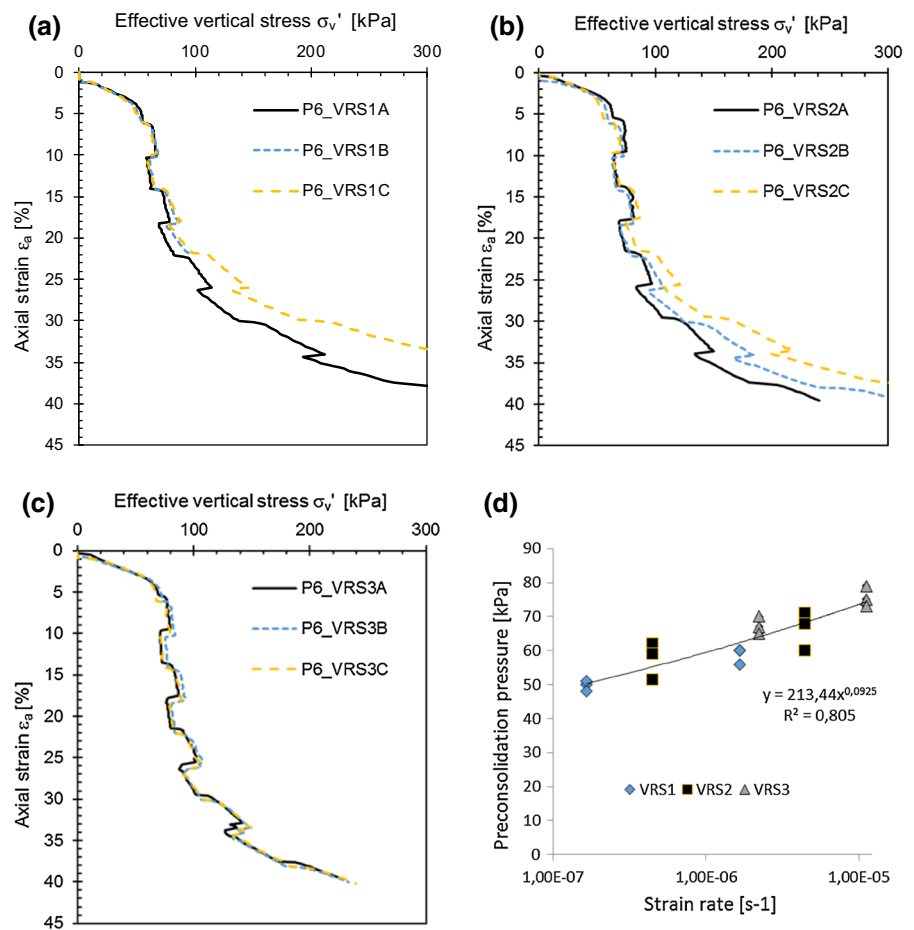 (a)
Effective vertical stress σv' [kPa]
0 100 200 300
0
5
10
15
20
25
30
35
40
45
Axial strain εa [%]
P6_VRS1A
P6_VRS1B
P6_VRS1C
(b)
Effective vertical stress σv' [kPa]
0 100 200 300
0
5
10
15
20
25
30
35
40
45
Axial strain εa [%]
P6_VRS2A
P6_VRS2B
P6_VRS2C
(c)
Effective vertical stress σv' [kPa]
0 100 200 300
0
5
10
15
20
25
30
35
40
45
Axial strain εa [%]
P6_VRS3A
P6_VRS3B
P6_VRS3C
(d)
90
80
70
60
50
40
30
20
10
0
Preconsolidation pressure [kPa]
y = 213,44x^0,0925
R² = 0,805
VRS1 VRS2 VRS3
1,00E-07 1,00E-06 1,00E-05
Strain rate [s-1]